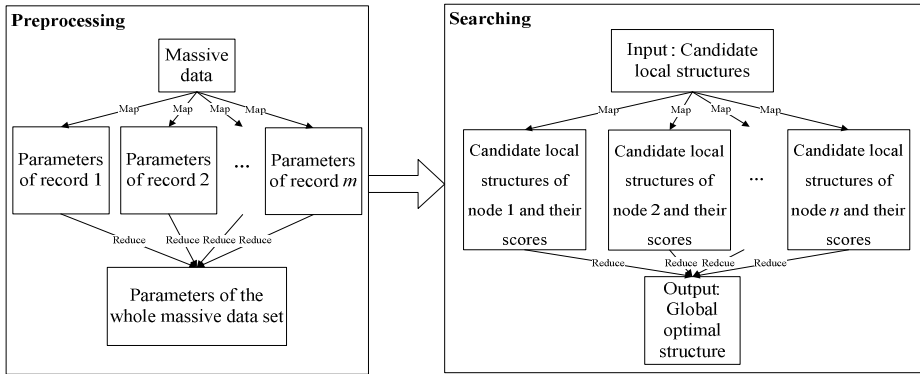 Preprocessing
Massive
data
Map
Map
Map
Map
Parameters
of record 1
Parameters
of record 2
...
Parameters
of record m
Reduce
Reduce
Reduce
Reduce
Parameters of the
whole massive data set
Searching
Input : Candidate
local structures
Map
Map
Map
Map
Candidate local
structures of
node 1 and their
scores
Candidate local
structures of
node 2 and their
scores
...
Candidate local
structures of
node n and their
scores
Reduce
Reduce
Redcue
Reduce
Output:
Global
optimal
structure